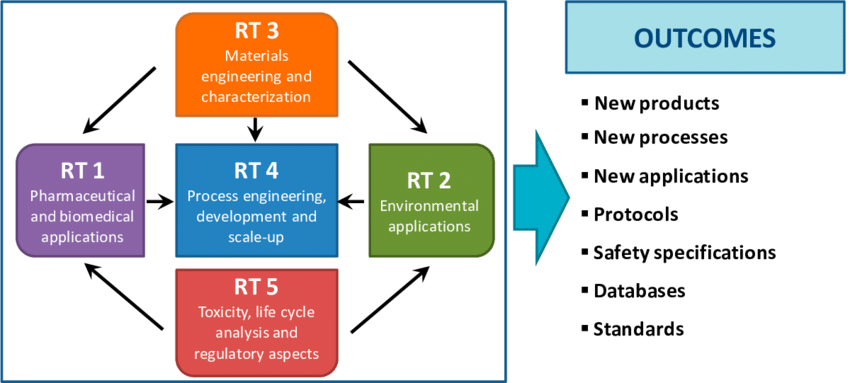 RT 3
Materials
engineering and
characterization
RT 1
Pharmaceutical
and biomedical
applications
RT 4
Process engineering,
development and
scale-up
RT 2
Environmental
applications
RT 5
Toxicity, life cycle
analysis and
regulatory aspects
OUTCOMES
▪ New products
▪ New processes
▪ New applications
▪ Protocols
▪ Safety specifications
▪ Databases
▪ Standards